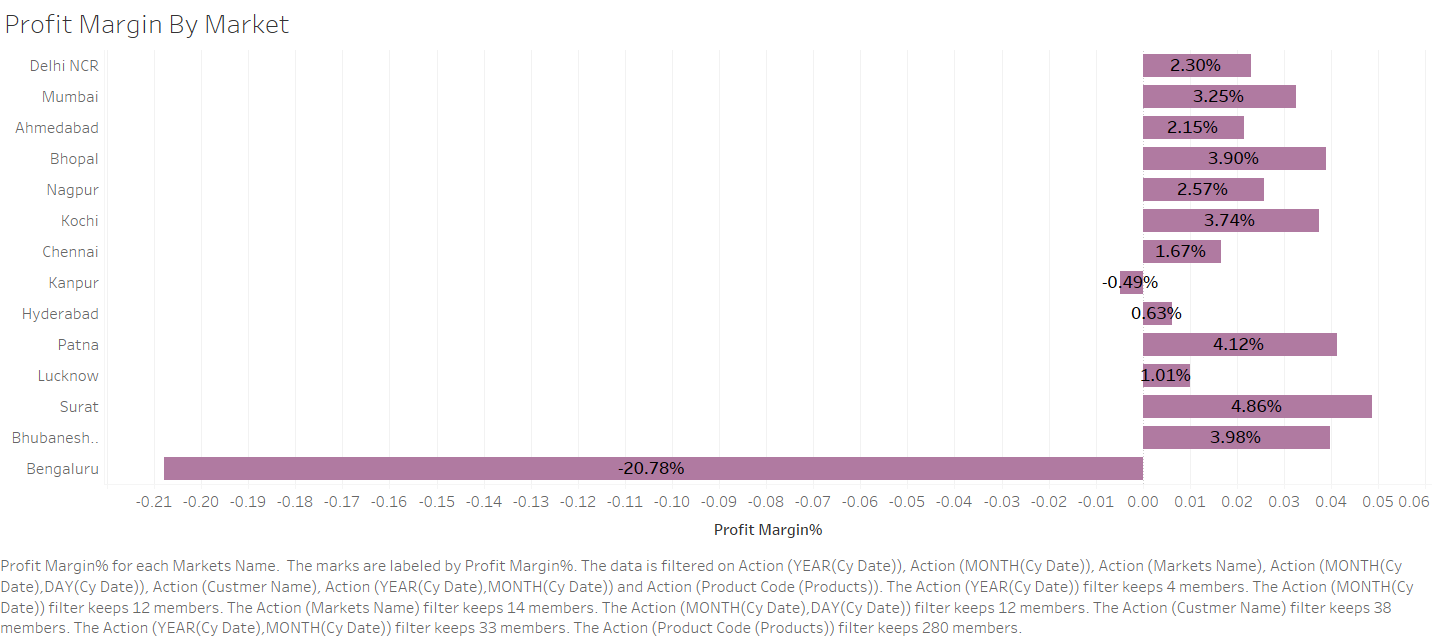 Profit Margin By Market
Delhi NCR 2.30%
Mumbai 3.25%
Ahmedabad 2.15%
Bhopal 3.90%
Nagpur 2.57%
Kochi 3.74%
Chennai 1.67%
Kanpur -0.49%
Hyderabad 0.63%
Patna 4.12%
Lucknow 1.01%
Surat 4.86%
Bhubanesh.. 3.98%
Bengaluru -20.78%
-0.21 -0.20 -0.19 -0.18 -0.17 -0.16 -0.15 -0.14 -0.13 -0.12 -0.11 -0.10 -0.09 -0.08 -0.07 -0.06 -0.05 -0.04 -0.03 -0.02 -0.01 0.00 0.01 0.02 0.03 0.04 0.05 0.06
Profit Margin%
Profit Margin% for each Markets Name. The marks are labeled by Profit Margin%. The data is filtered on Action (YEAR(Cy Date)), Action (MONTH(Cy Date)), Action (Markets Name), Action (MONTH(Cy
Date),DAY(Cy Date)), Action (Custmer Name), Action (YEAR(Cy Date),MONTH(Cy Date)) and Action (Product Code (Products)). The Action (YEAR(Cy Date)) filter keeps 4 members. The Action (MONTH(Cy
Date)) filter keeps 12 members. The Action (Markets Name) filter keeps 14 members. The Action (MONTH(Cy Date),DAY(Cy Date)) filter keeps 12 members. The Action (Custmer Name) filter keeps 38
members. The Action (YEAR(Cy Date),MONTH(Cy Date)) filter keeps 33 members. The Action (Product Code (Products)) filter keeps 280 members.